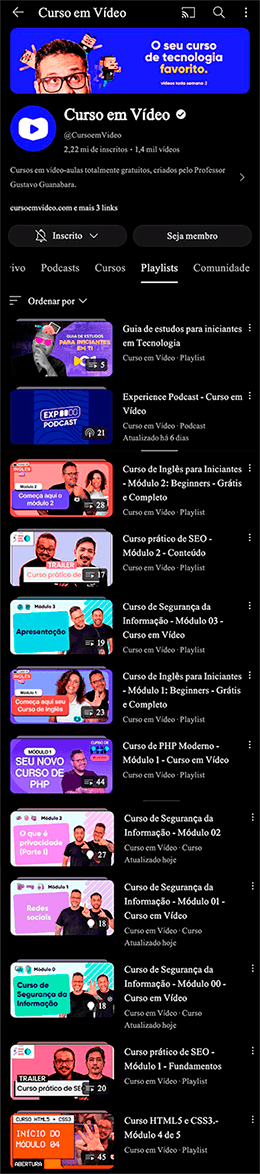 Curso em Vídeo
O seu curso
de tecnologia
favorito.
vídeos toda semana :)
Curso em Vídeo
@CursoemVideo
2,22 mi de inscritos · 1,4 mil vídeos
Cursos em vídeo-aulas totalmente gratuitos, criados pelo Professor
Gustavo Guanabara.
cursoemvideo.com e mais 3 links
Inscrito
Seja membro
ivo Podcasts Cursos Playlists Comunidade
Ordenar por
GUIA DE ESTUDOS
PARA INICIANTES
EM TI
5
Guia de estudos para iniciantes
em Tecnologia
Curso em Vídeo · Playlist
PODCAST
21
Experience Podcast - Curso em
Vídeo
Curso em Vídeo · Podcast
Atualizado há 6 dias
INGLÊS
Módulo 2
Começa aqui o
módulo 2
28
Curso de Inglês para Iniciantes
- Módulo 2: Beginners - Grátis
e Completo
Curso em Vídeo · Playlist
TRAILER
Curso prático de
17
Curso prático de SEO -
Módulo 2 - Conteúdo
Curso em Vídeo · Playlist
Módulo 3
Apresentação
19
Curso de Segurança da
Informação - Módulo 03 -
Curso em Vídeo
Curso em Vídeo · Playlist
INGLÊS
Módulo 1
Começa aqui seu
Curso de Inglês
23
Curso de Inglês para Iniciantes
- Módulo 1: Beginners - Grátis
e Completo
Curso em Vídeo · Playlist
MÓDULO 1
SEU NOVO
CURSO DE
PHP
44
Curso de PHP Moderno -
Módulo 1 - Curso em Vídeo
Curso em Vídeo · Playlist
Módulo 2
O que é
privacidade
(Parte I)
27
Curso de Segurança da
Informação - Módulo 02
Curso em Vídeo · Curso
Atualizado hoje
Módulo 1
Redes
sociais
18
Curso de Segurança da
Informação - Módulo 01 -
Curso em Vídeo
Curso em Vídeo · Curso
Atualizado hoje
Módulo 0
Curso de
Segurança da
Informação
18
Curso de Segurança da
Informação - Módulo 00 -
Curso em Vídeo
Curso em Vídeo · Curso
Atualizado hoje
TRAILER
Curso prático de SEO
20
Curso prático de SEO -
Módulo 1 - Fundamentos
Curso em Vídeo · Playlist
CURSO HTML5 + CSS3
INÍCIO DO
MÓDULO 04
ABERTURA
45
Curso HTML5 e CSS3.-
Módulo 4 de 5
Curso em Vídeo · Playlist